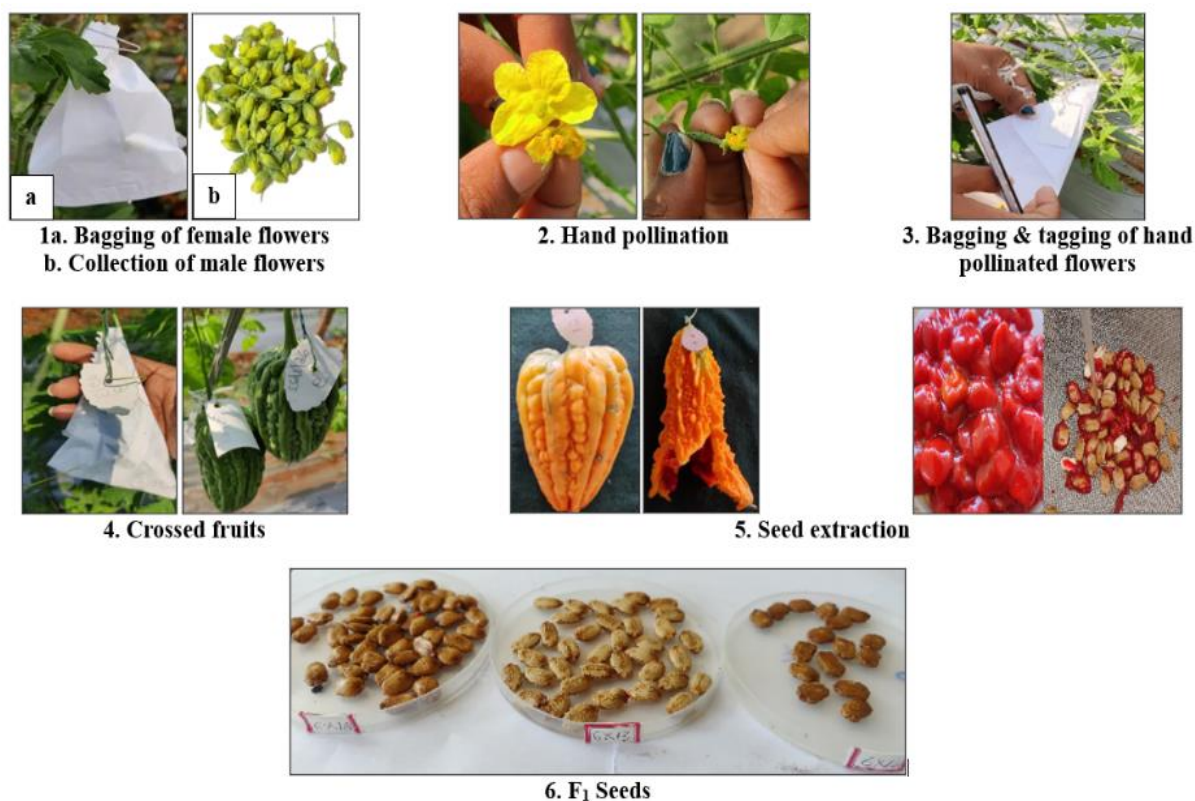 a
b
1a. Bagging of female flowers
b. Collection of male flowers
2. Hand pollination
3. Bagging & tagging of hand
pollinated flowers
4. Crossed fruits
5. Seed extraction
6. F₁ Seeds